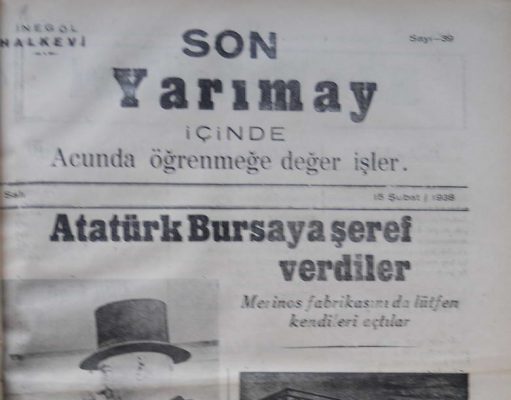 İNEGÖL
HALKEVİ
Sayı—39
SON
Yarımay
İÇİNDE
Acunda öğrenmeğe değer işler.
Salı
15 Şubat / 1938
Atatürk Bursaya şeref
verdiler
Merinos fabrikasını da lütfen
kendileri açtılar